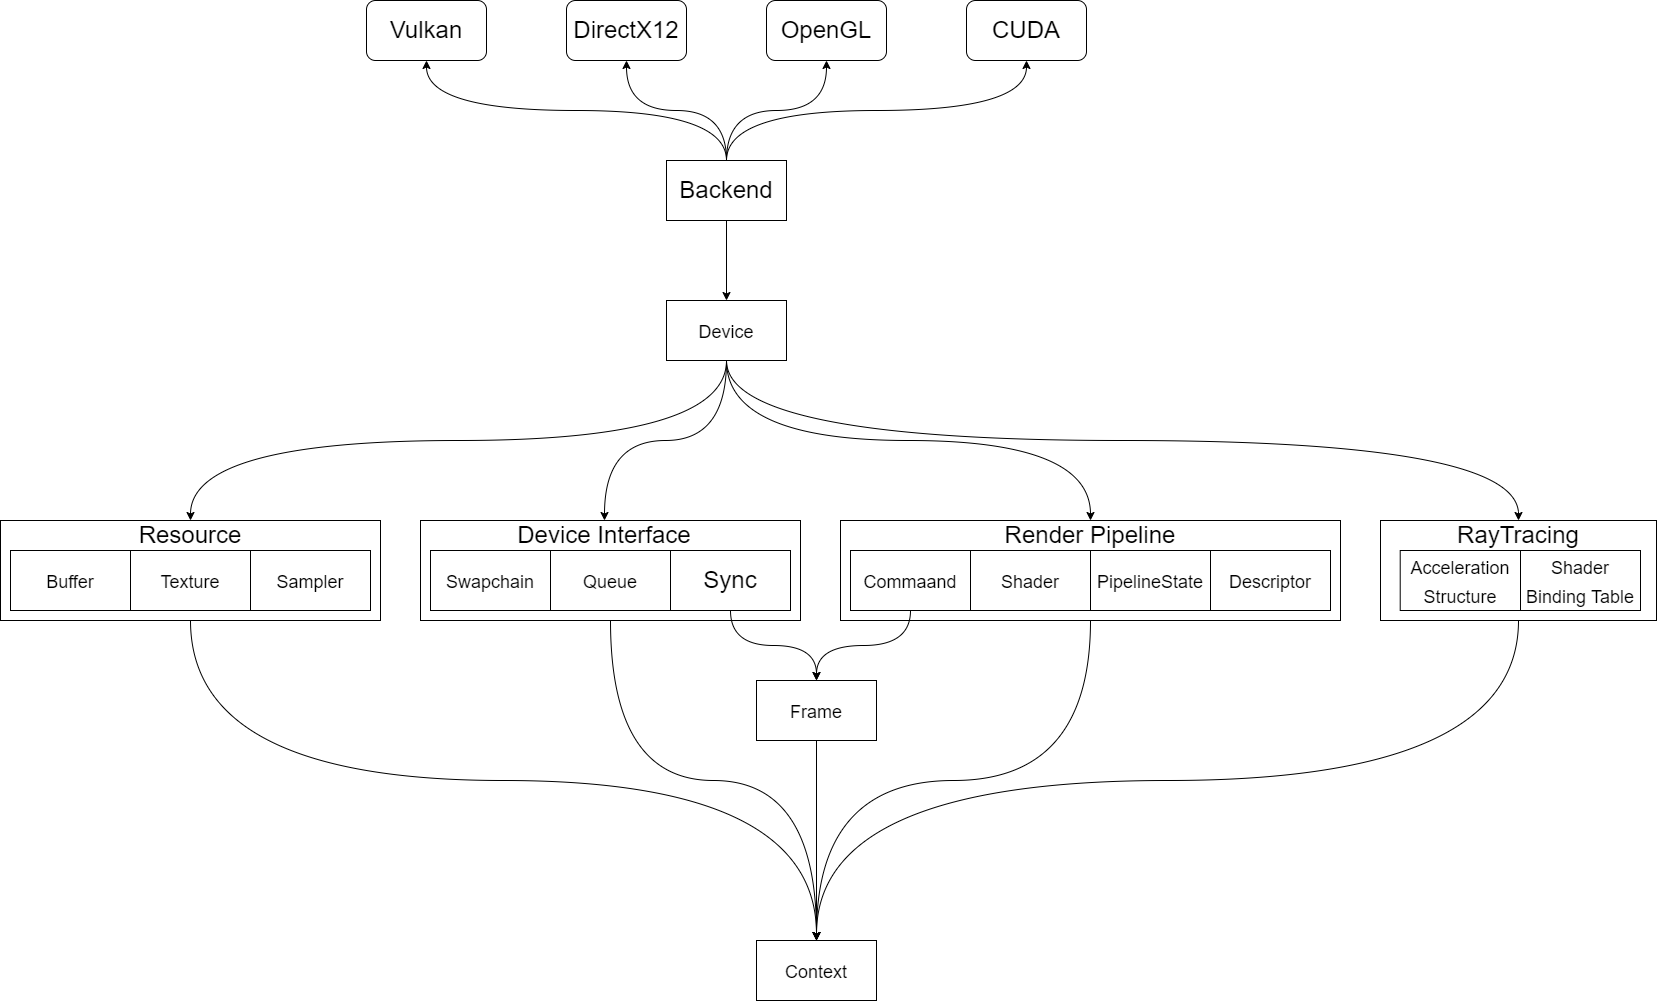 Vulkan
DirectX12
OpenGL
CUDA
Backend
Device
Resource
Buffer
Texture
Sampler
Device Interface
Swapchain
Queue
Sync
Render Pipeline
Commaand
Shader
PipelineState
Descriptor
RayTracing
Acceleration
Structure
Shader
Binding Table
Frame
Context